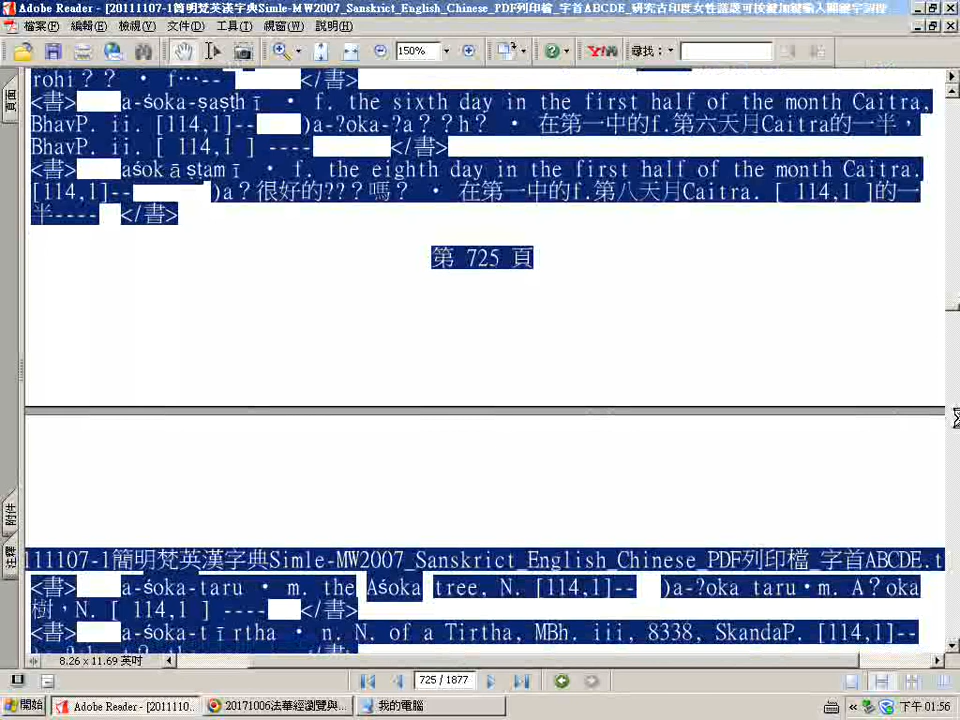 Adobe Reader - [20111107-1簡明梵英漢字典Simle-MW2007_Sanskrict_English_Chinese_PDF列印檔_字首ABCDE_研究古印度女性議題可按
檔案(F) 編輯(E) 檢視(V) 文件(D) 工具(T) 視窗(W) 說明(H)
150% Y! 尋找：
頁面
rohi？？ · f…-- </書>
<書> a-śoka-ṣaṣṭhī · f. the sixth day in the first half of the month Caitra,
BhavP. ii. [114,1]-- )a-?oka-?a？？h？ · 在第一中的f.第六天月Caitra的一半，
BhavP. ii. [ 114,1 ] ---- </書>
<書> aśokāṣṭamī · f. the eighth day in the first half of the month Caitra.
[114,1]-- )a？很好的???？嗎？ · 在第一中的f.第八天月Caitra. [ 114,1 ]的一
半---- </書>
第 725 頁
附件
注釋
111107-1簡明梵英漢字典Simle-MW2007_Sanskrict_English_Chinese_PDF列印檔_字首ABCDE.t
<書> a-śoka-taru · m. the Aśoka tree, N. [114,1]-- )a-?oka taru·m. A？oka
樹，N. [ 114,1 ] ---- </書>
<書> a-śoka-tīrtha · n. N. of a Tirtha, MBh. iii, 8338, SkandaP. [114,1]--
8.26 x 11.69 英吋
725 / 1877
開始 Adobe Reader - [2011110... 20171006法華經瀏覽與... 我的電腦 下午 01:56